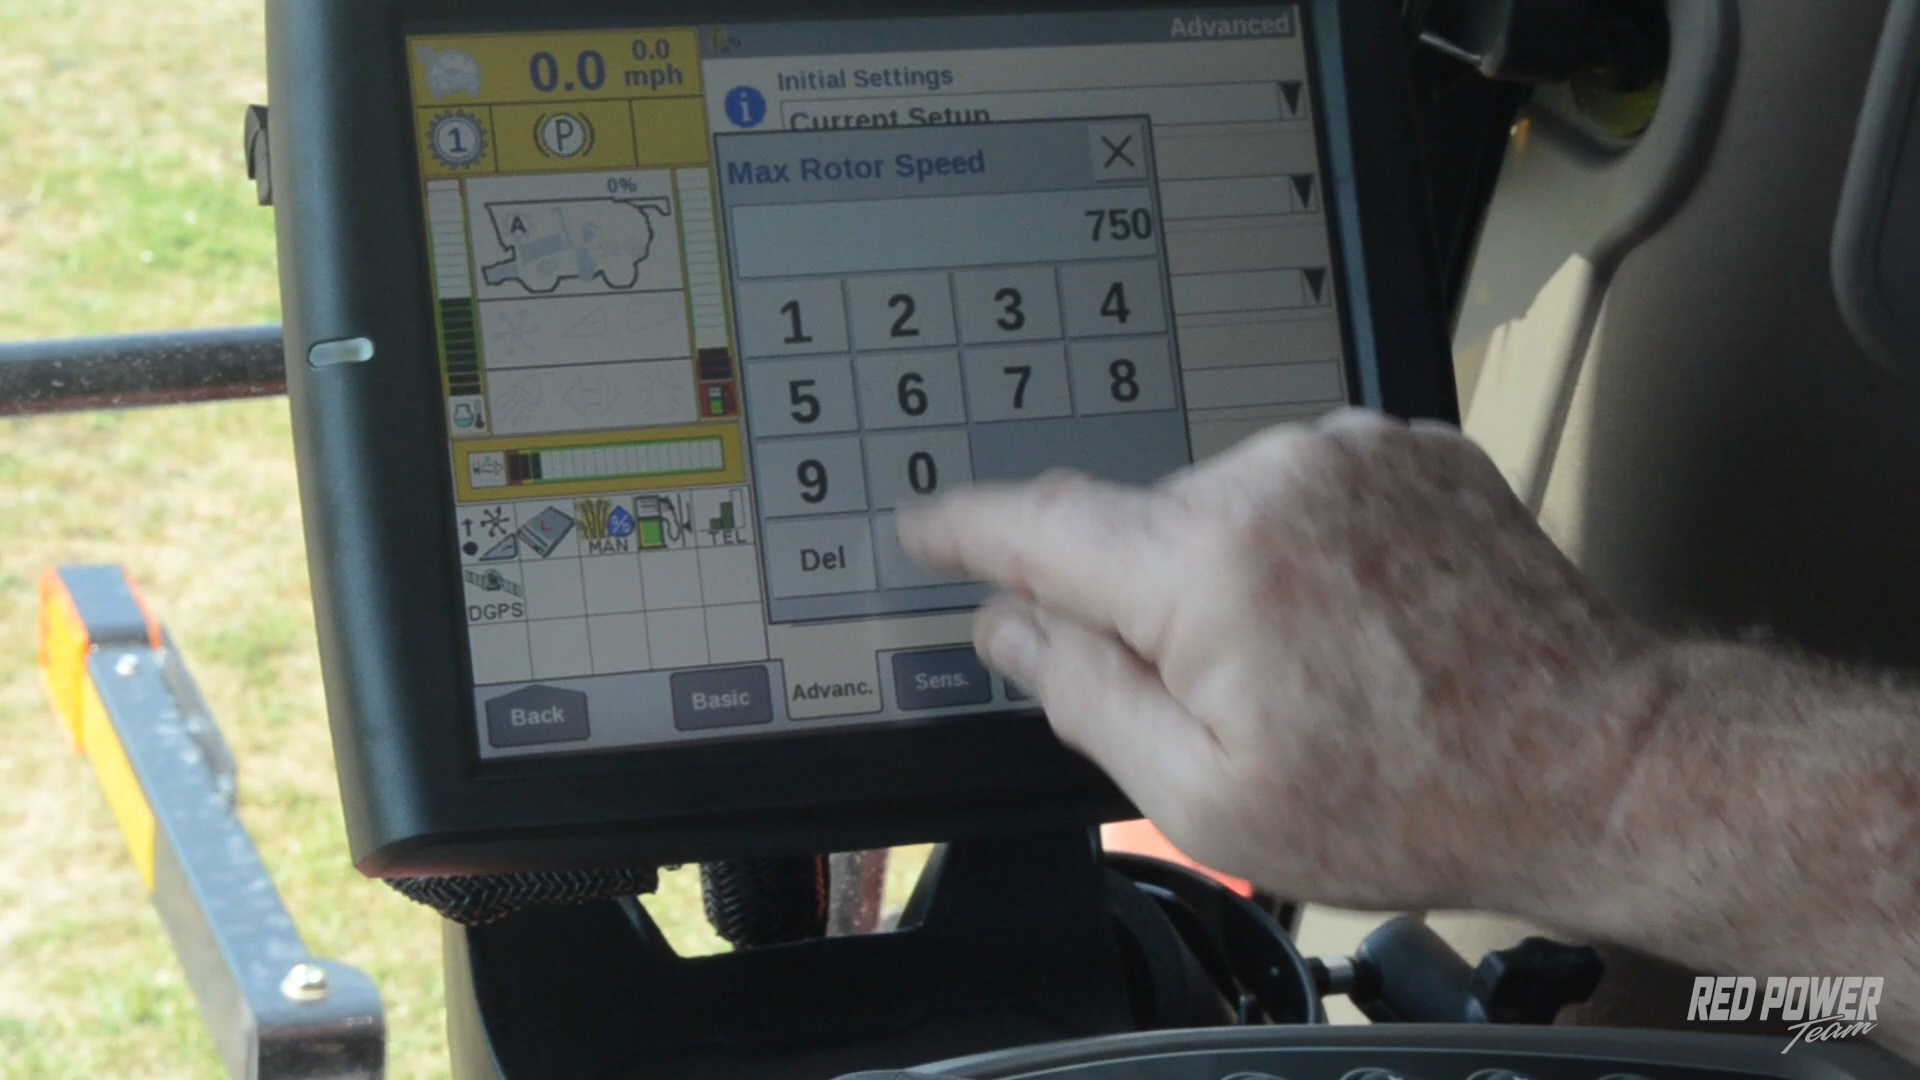 Advanced
0.0
0.0
mph
Initial Settings
i
Current Setup
1
P
Max Rotor Speed
0%
A
750
1 2 3 4
5 6 7 8
9 0
Del
%
MAN
TEL
DGPS
Back
Basic
Advanc.
Sens.
RED POWER
Team